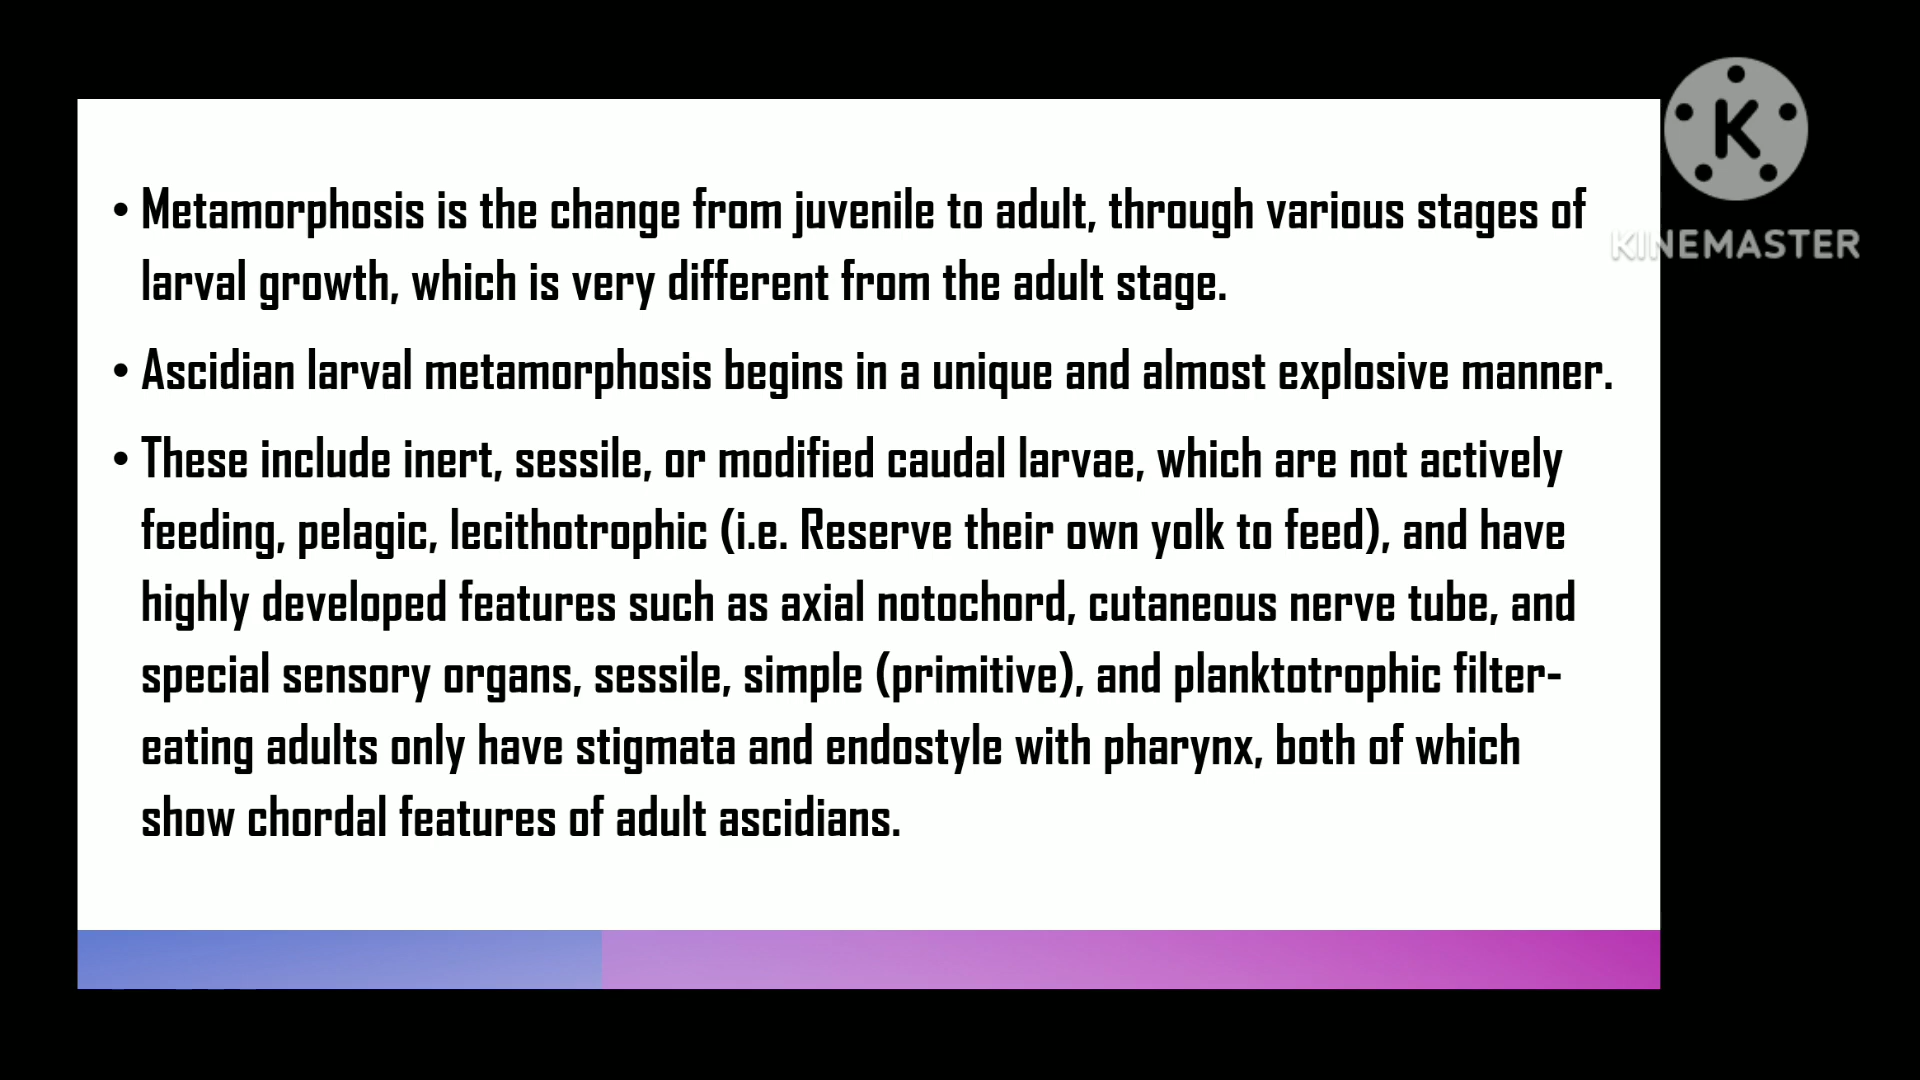 • Metamorphosis is the change from juvenile to adult, through various stages of
larval growth, which is very different from the adult stage.
• Ascidian larval metamorphosis begins in a unique and almost explosive manner.
• These include inert, sessile, or modified caudal larvae, which are not actively
feeding, pelagic, lecithotrophic (i.e. Reserve their own yolk to feed), and have
highly developed features such as axial notochord, cutaneous nerve tube, and
special sensory organs, sessile, simple (primitive), and planktotrophic filter-
eating adults only have stigmata and endostyle with pharynx, both of which
show chordal features of adult ascidians.
K
KINEMASTER